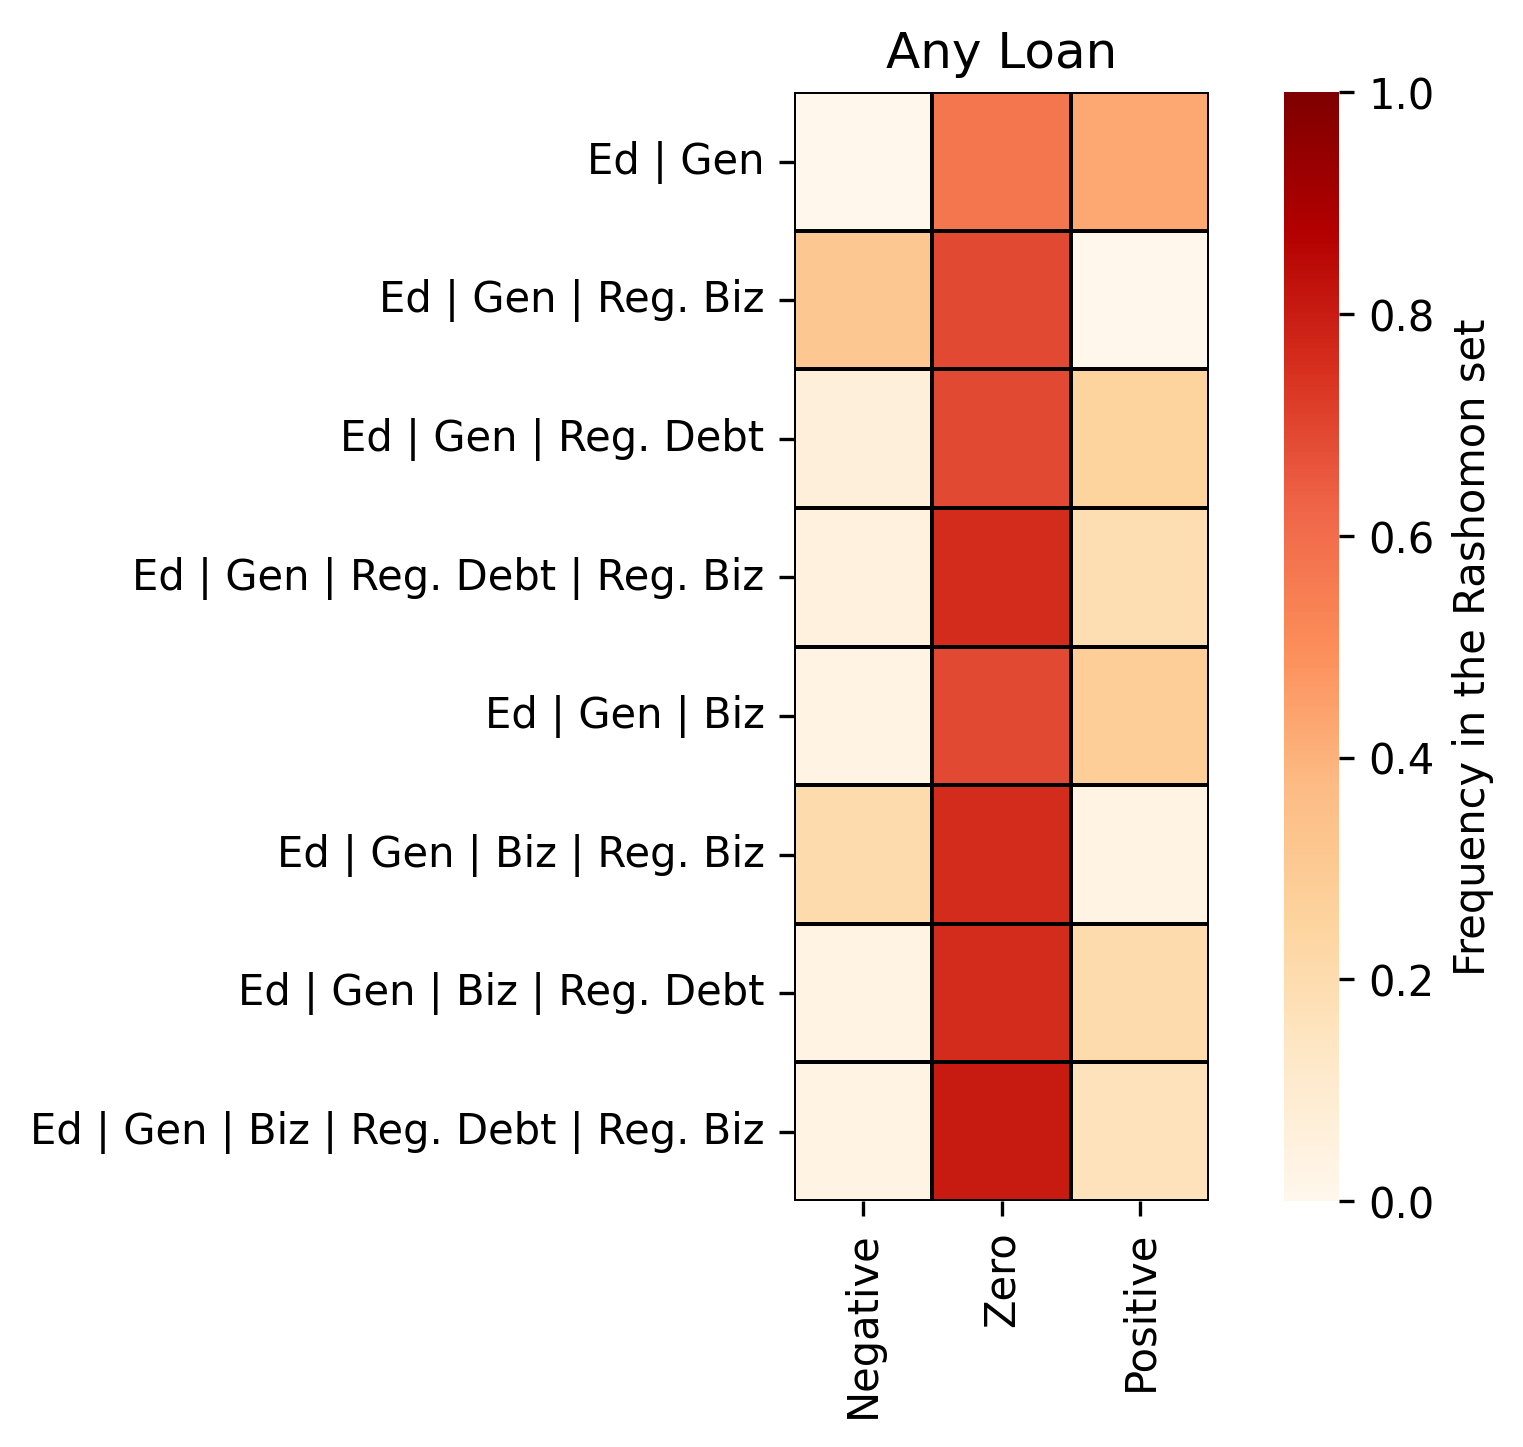 Any Loan
Ed | Gen
Ed | Gen | Reg. Biz
Ed | Gen | Reg. Debt
Ed | Gen | Reg. Debt | Reg. Biz
Ed | Gen | Biz
Ed | Gen | Biz | Reg. Biz
Ed | Gen | Biz | Reg. Debt
Ed | Gen | Biz | Reg. Debt | Reg. Biz
Negative
Zero
Positive
1.0
0.8
0.6
0.4
0.2
0.0
Frequency in the Rashomon set